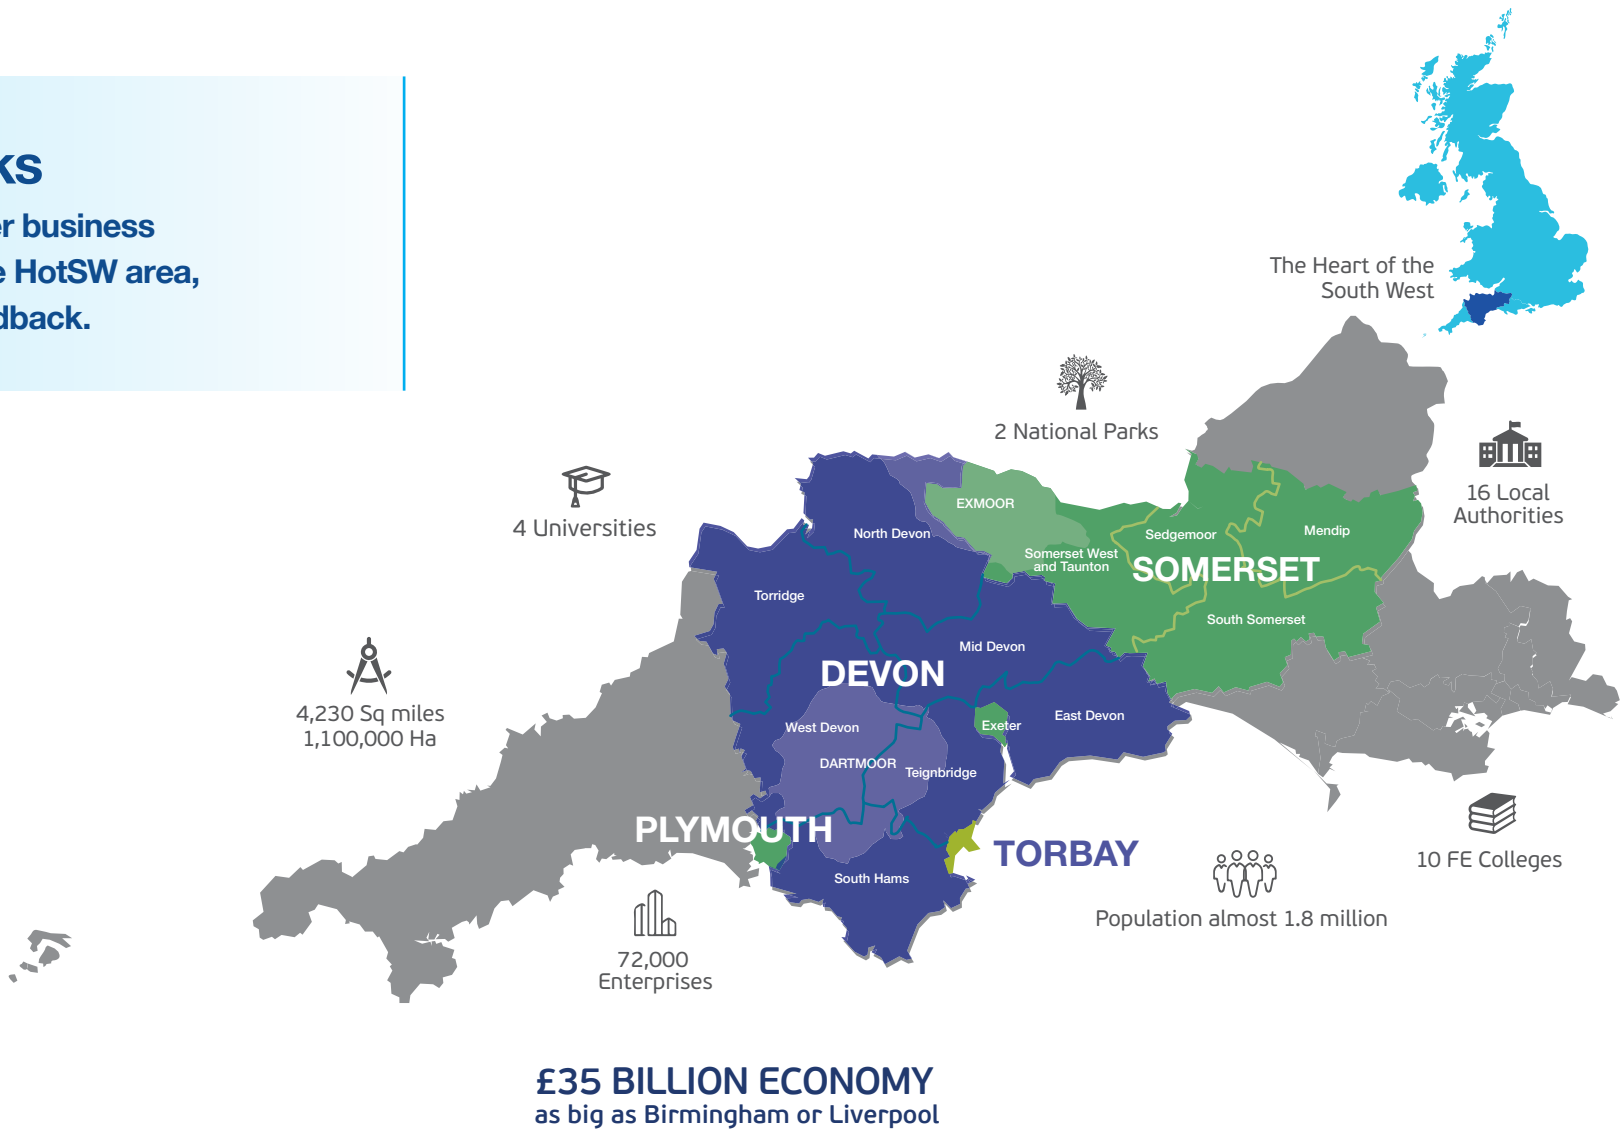 ks
er business
e HotSW area,
dback.
The Heart of the
South West
2 National Parks
4 Universities
16 Local
Authorities
EXMOOR
North Devon
Sedgemoor
Mendip
Somerset West
and Taunton
SOMERSET
Torridge
South Somerset
Mid Devon
DEVON
4,230 Sq miles
1,100,000 Ha
West Devon
Exeter
East Devon
DARTMOOR
Teignbridge
PLYMOUTH
TORBAY
10 FE Colleges
South Hams
Population almost 1.8 million
72,000
Enterprises
£35 BILLION ECONOMY
as big as Birmingham or Liverpool